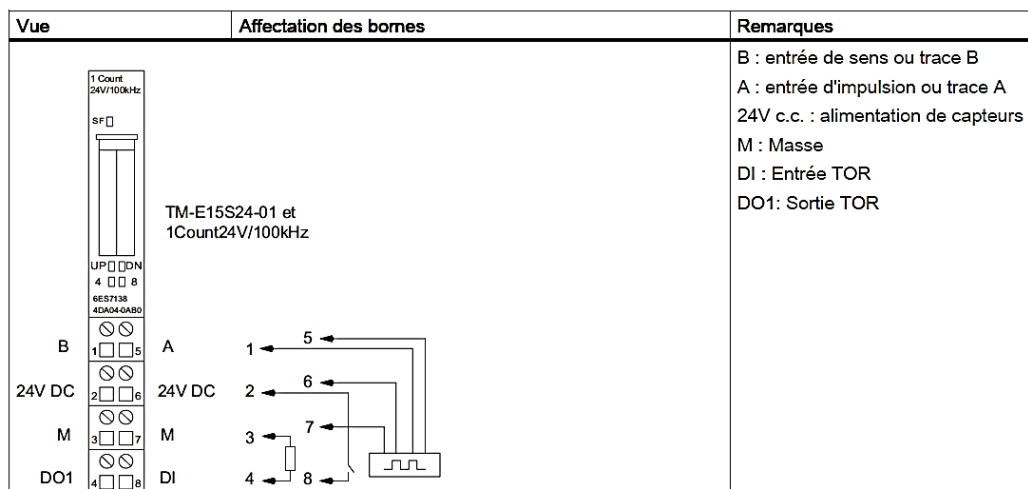 Vue Affectation des bornes Remarques
B : entrée de sens ou trace B
A : entrée d'impulsion ou trace A
24V c.c. : alimentation de capteurs
M : Masse
DI : Entrée TOR
DO1: Sortie TOR
1 Count
24V/100kHz
SF
TM-E15S24-01 et
1Count24V/100kHz
UP DN
4 8
6ES7138
4DA04-0AB0
B 1 5 A 1 5
24V DC 2 6 24V DC 2 6
M 3 7 M 3 7
DO1 4 8 DI 4 8